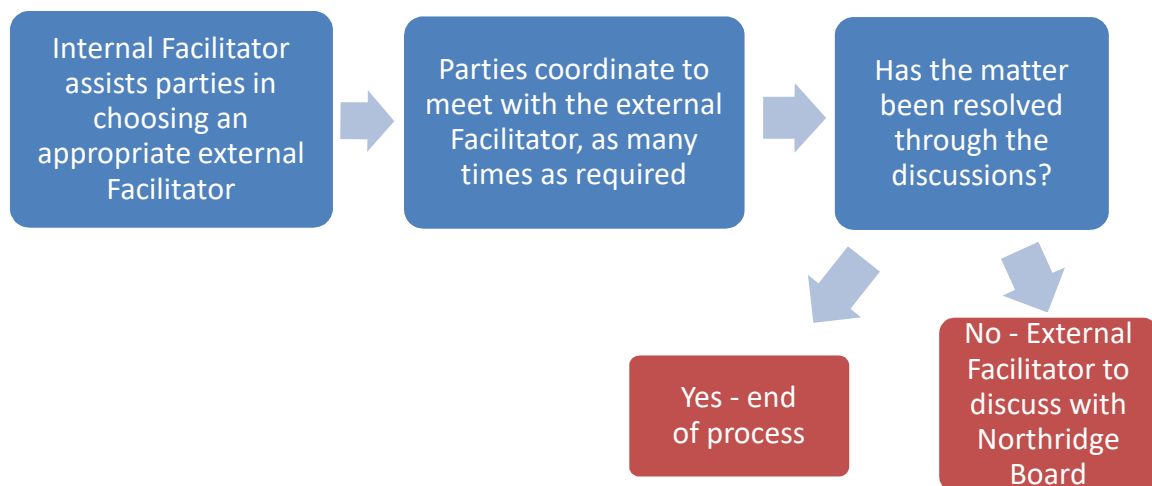 Internal Facilitator
assists parties in
choosing an
appropriate external
Facilitator
Parties coordinate to
meet with the external
Facilitator, as many
times as required
Has the matter
been resolved
through the
discussions?
Yes - end
of process
No - External
Facilitator to
discuss with
Northridge
Board